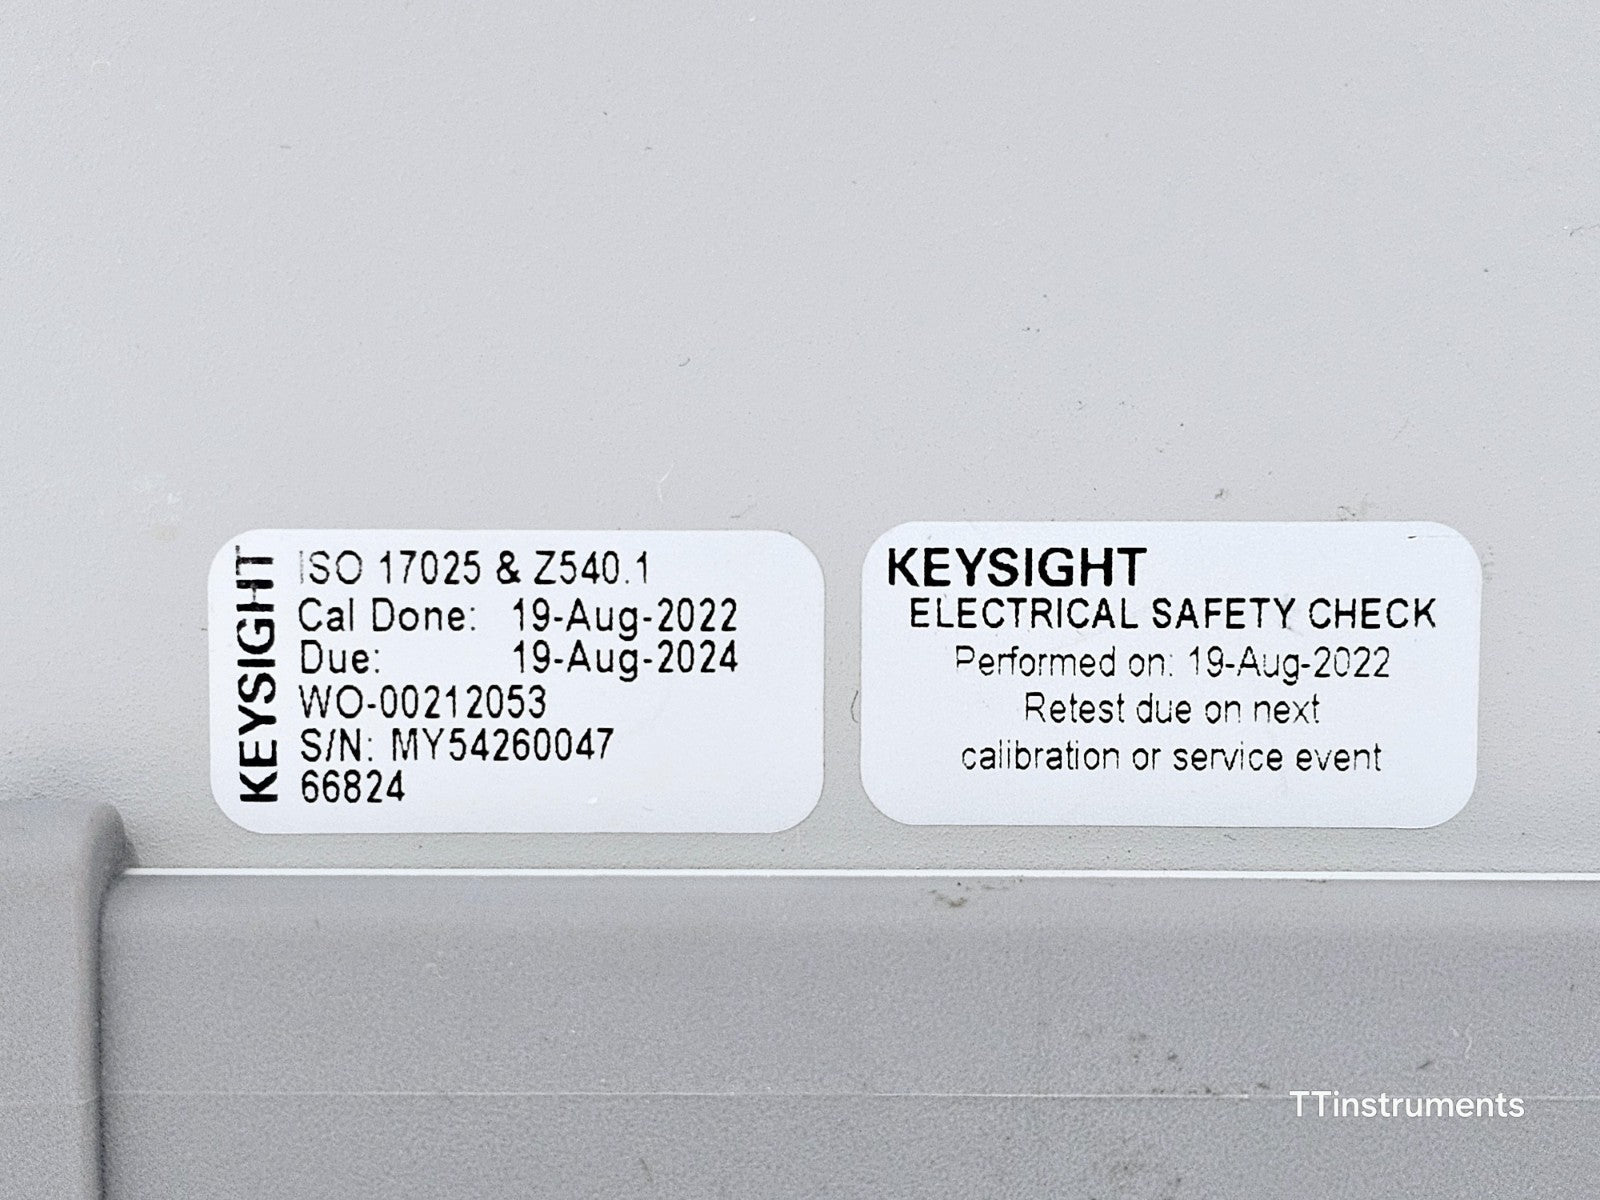 KEYSIGHT
ISO 17025 & Z540.1
Cal Done: 19-Aug-2022
Due: 19-Aug-2024
WO-00212053
S/N: MY54260047
66824
KEYSIGHT
ELECTRICAL SAFETY CHECK
Performed on: 19-Aug-2022
Retest due on next
calibration or service event
TTinstruments